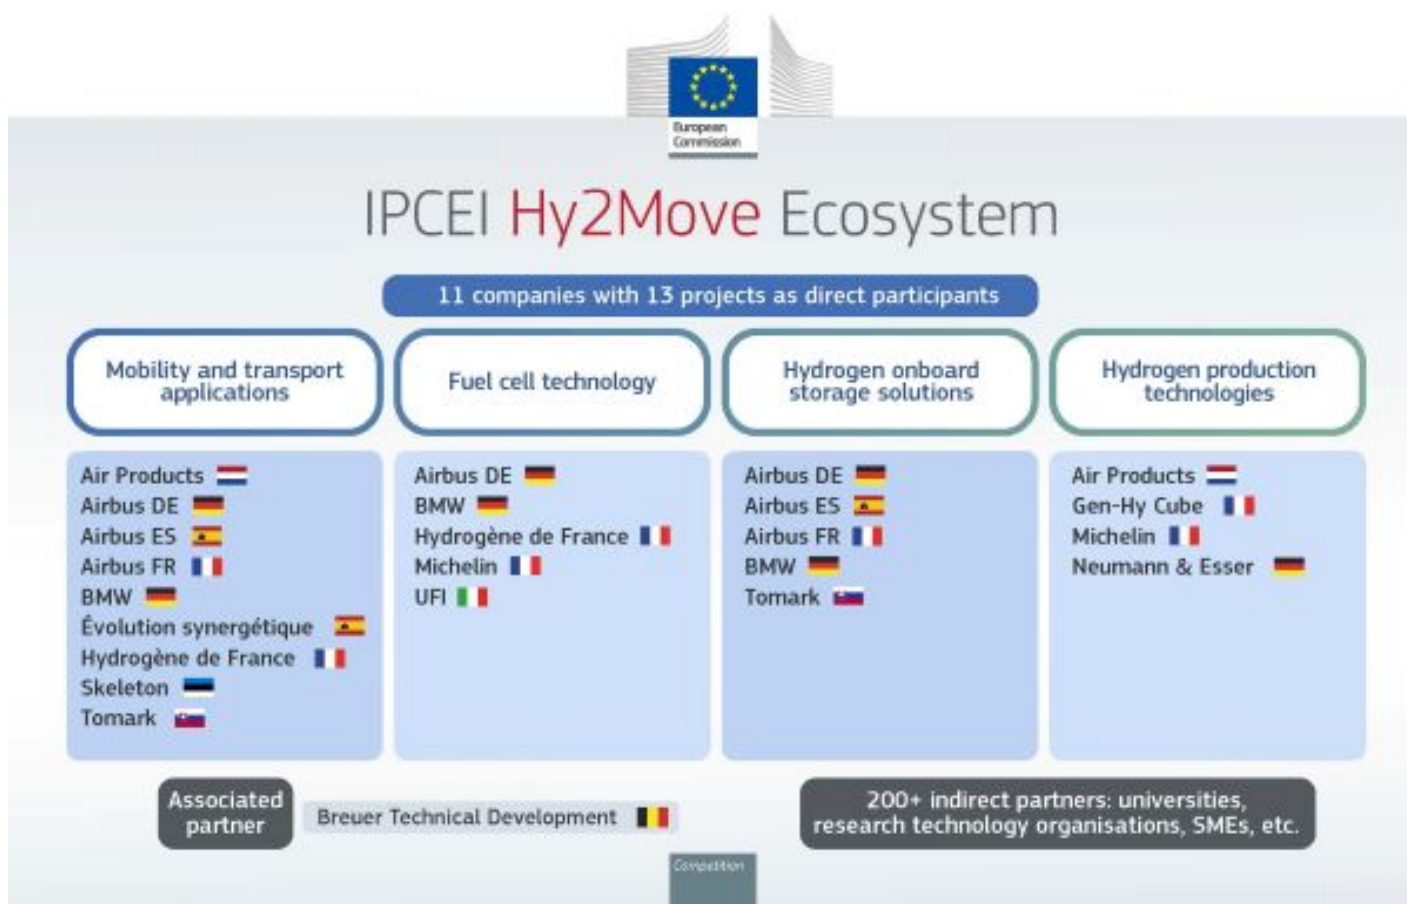 European
Commission
IPCEI Hy2Move Ecosystem
11 companies with 13 projects as direct participants
Mobility and transport
applications
Air Products
Airbus DE
Airbus ES
Airbus FR
BMW
Évolution synergétique
Hydrogène de France
Skeleton
Tomark
Fuel cell technology
Airbus DE
BMW
Hydrogène de France
Michelin
UFI
Hydrogen onboard
storage solutions
Airbus DE
Airbus ES
Airbus FR
BMW
Tomark
Hydrogen production
technologies
Air Products
Gen-Hy Cube
Michelin
Neumann & Esser
Associated
partner
Breuer Technical Development
200+ indirect partners: universities,
research technology organisations, SMEs, etc.
Competition